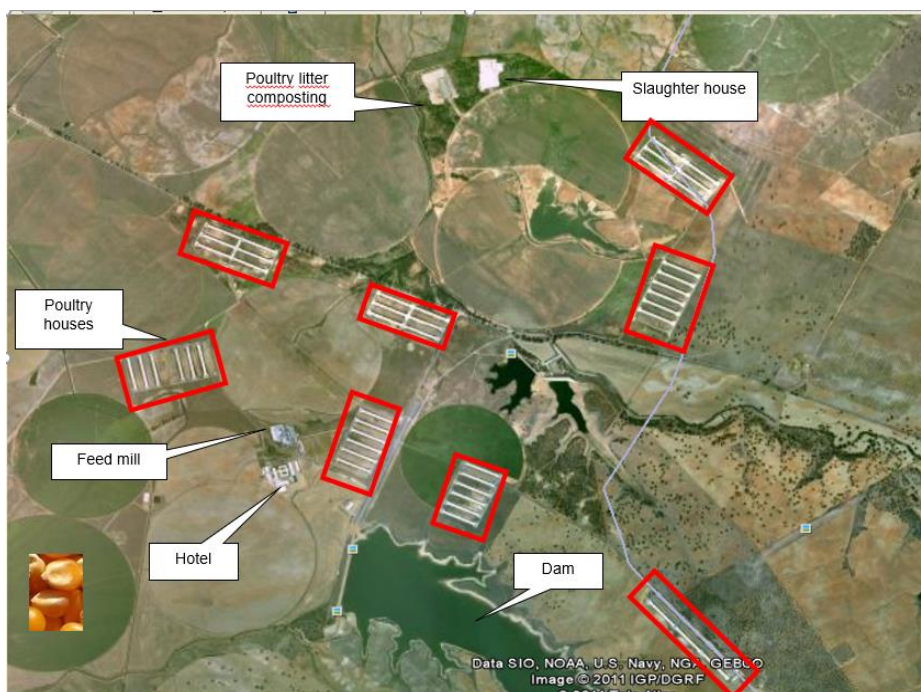 Poultry litter
composting
Slaughter house
Poultry
houses
Feed mill
Hotel
Dam
Data SIO, NOAA, U.S. Navy, NGA, GEBCO
Image © 2011 IGP/DGRF